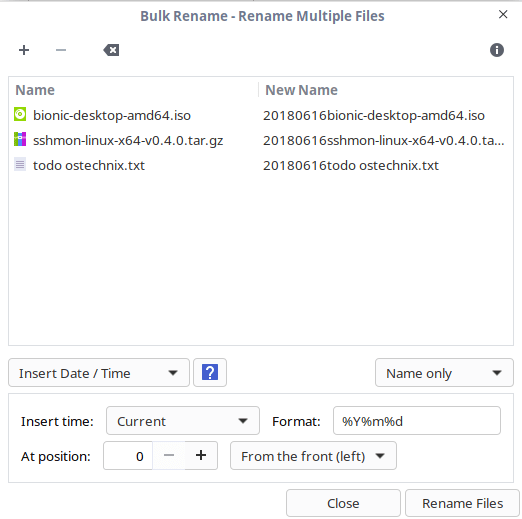 Bulk Rename - Rename Multiple Files
Name New Name
bionic-desktop-amd64.iso 20180616bionic-desktop-amd64.iso
sshmon-linux-x64-v0.4.0.tar.gz 20180616sshmon-linux-x64-v0.4.0.ta...
todo ostechnix.txt 20180616todo ostechnix.txt
Insert Date / Time ? Name only
Insert time: Current Format: %Y%m%d
At position: 0 From the front (left)
Close Rename Files